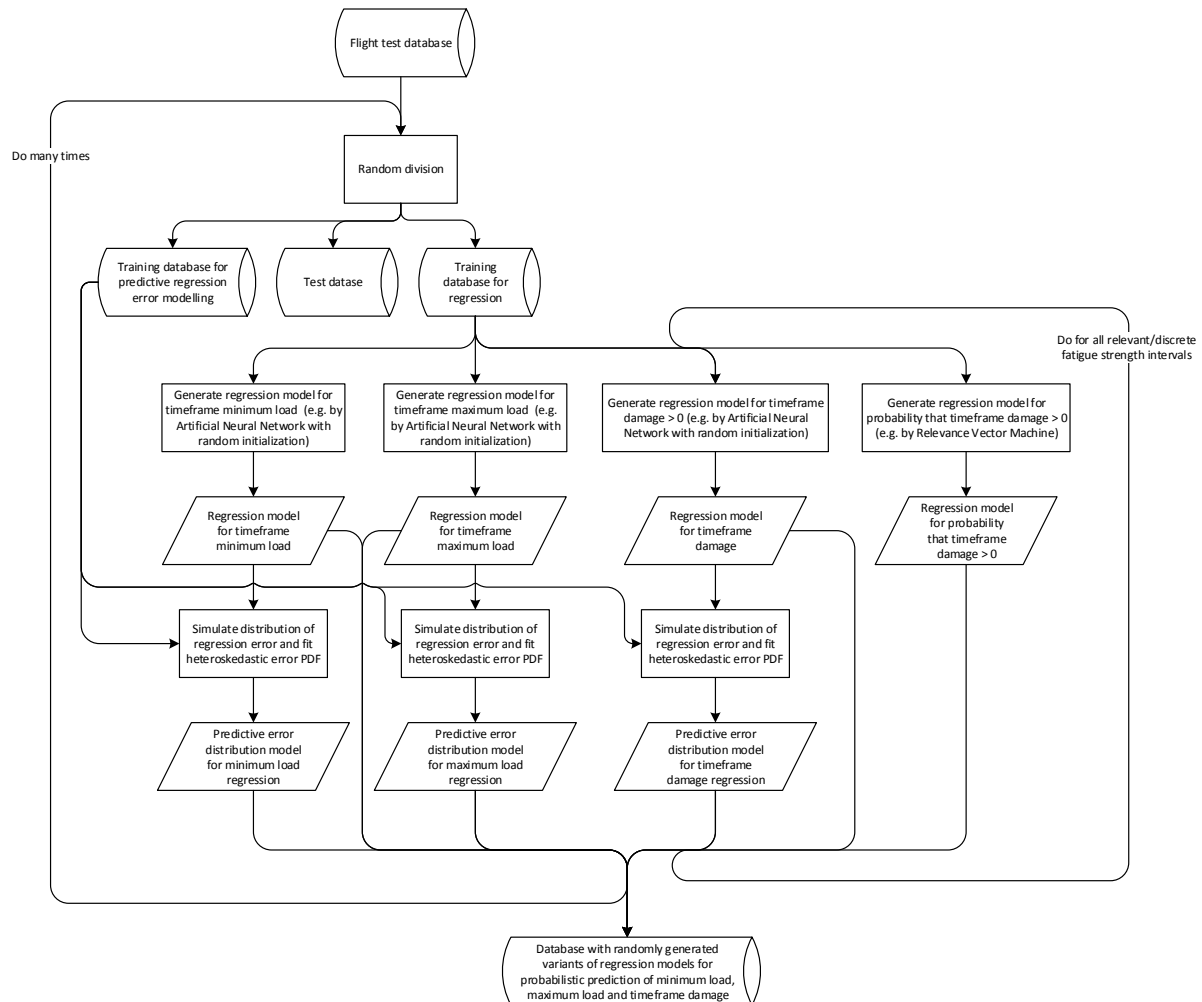 Flight test database
Do many times
Random division
Training database for
predictive regression
error modelling
Test datase
Training
database for
regression
Do for all relevant/discrete
fatigue strength intervals
Generate regression model for
timeframe minimum load (e.g. by
Artificial Neural Network with
random initialization)
Generate regression model for
timeframe maximum load (e.g.
by Artificial Neural Network with
random initialization)
Generate regression model for timeframe
damage > 0 (e.g. by Artificial Neural
Network with random initialization)
Generate regression model for
probability that timeframe damage > 0
(e.g. by Relevance Vector Machine)
Regression model
for timeframe
minimum load
Regression model
for timeframe
maximum load
Regression model
for timeframe
damage
Regression model
for probability
that timeframe
damage > 0
Simulate distribution of
regression error and fit
heteroskedastic error PDF
Simulate distribution of
regression error and fit
heteroskedastic error PDF
Simulate distribution of
regression error and fit
heteroskedastic error PDF
Predictive error
distribution model
for minimum load
regression
Predictive error
distribution model
for maximum load
regression
Predictive error
distribution model
for timeframe
damage regression
Database with randomly generated
variants of regression models for
probabilistic prediction of minimum load,
maximum load and timeframe damage